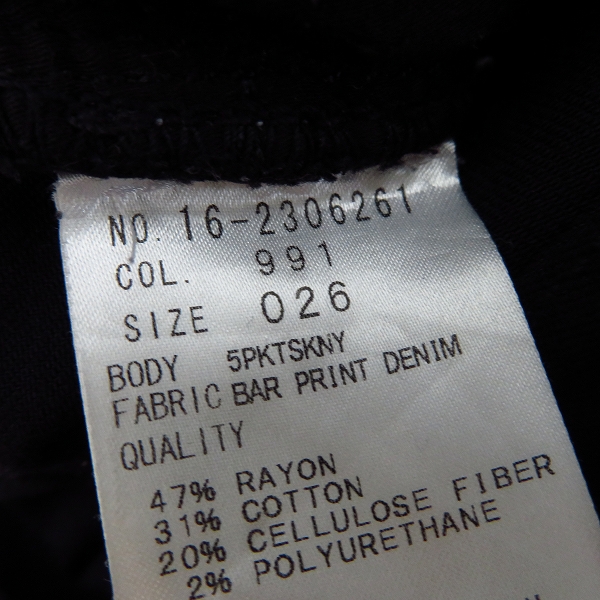 NO. 16-2306261
COL. 991
SIZE 026
BODY 5PKTSKNY
FABRIC BAR PRINT DENIM
QUALITY
47% RAYON
31% COTTON
20% CELLULOSE FIBER
2% POLYURETHANE